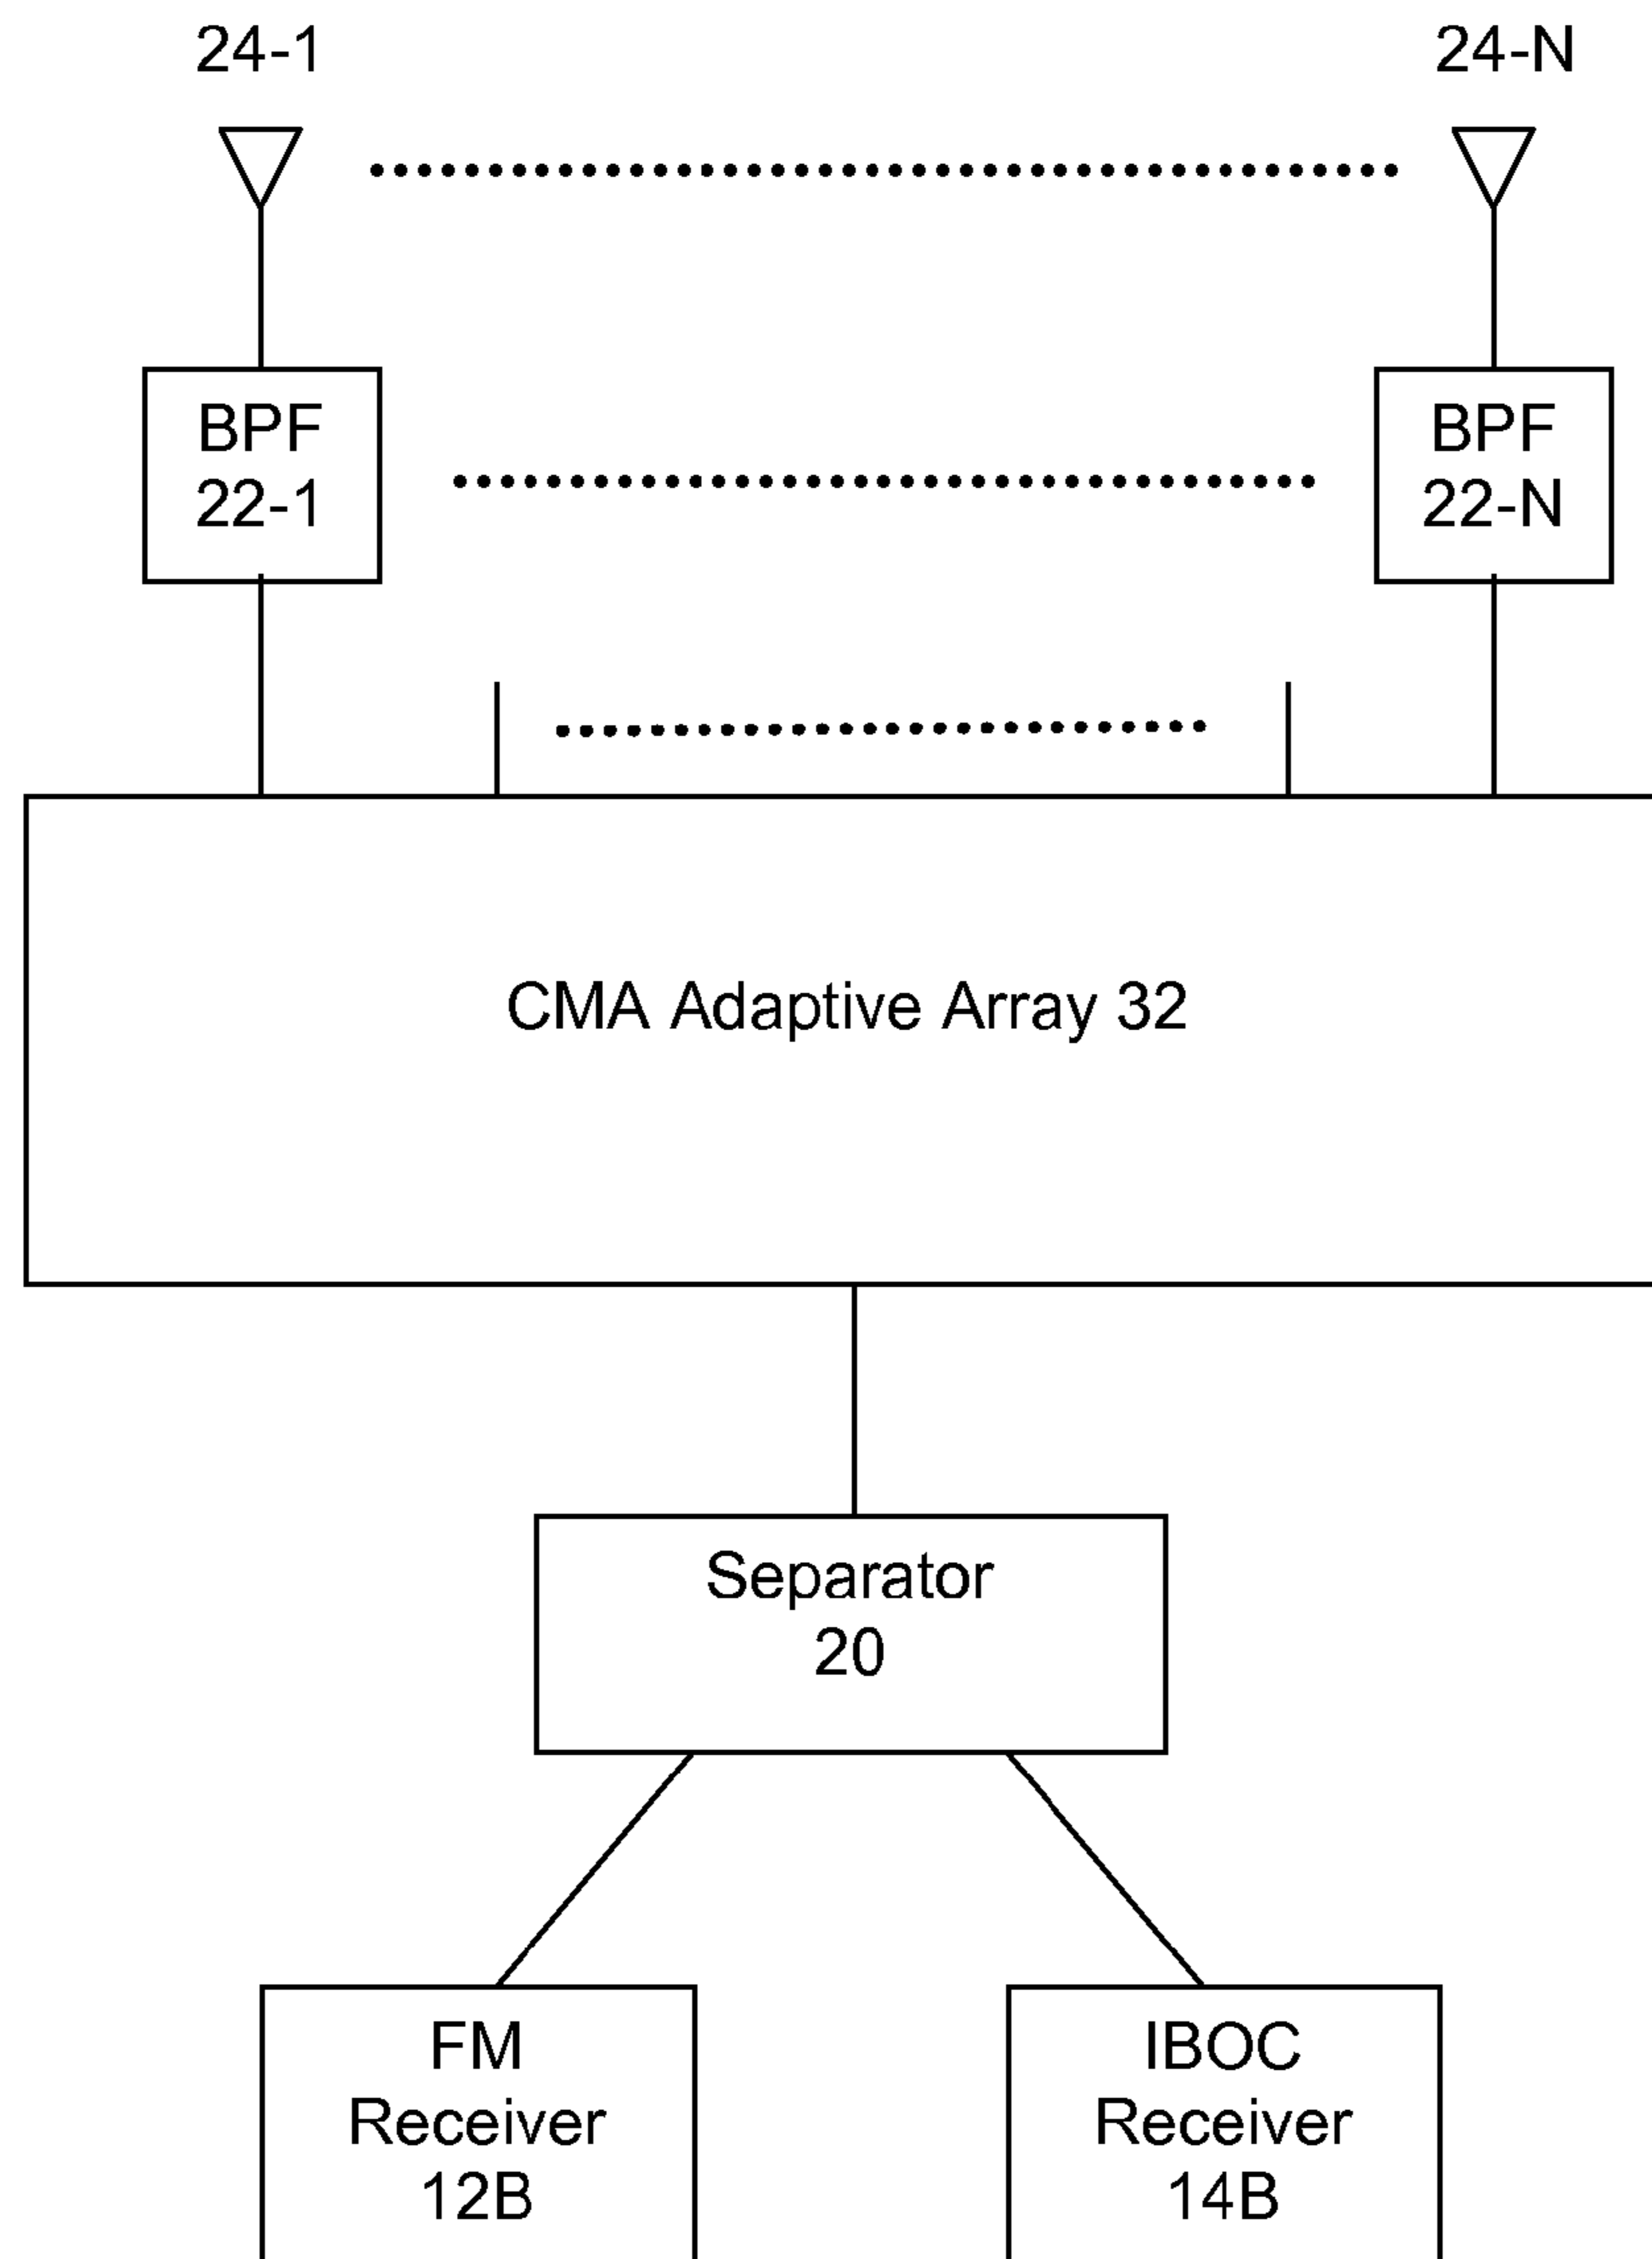 24-1
24-N
BPF
22-1
BPF
22-N
CMA Adaptive Array 32
Separator
20
FM
Receiver
12B
IBOC
Receiver
14B